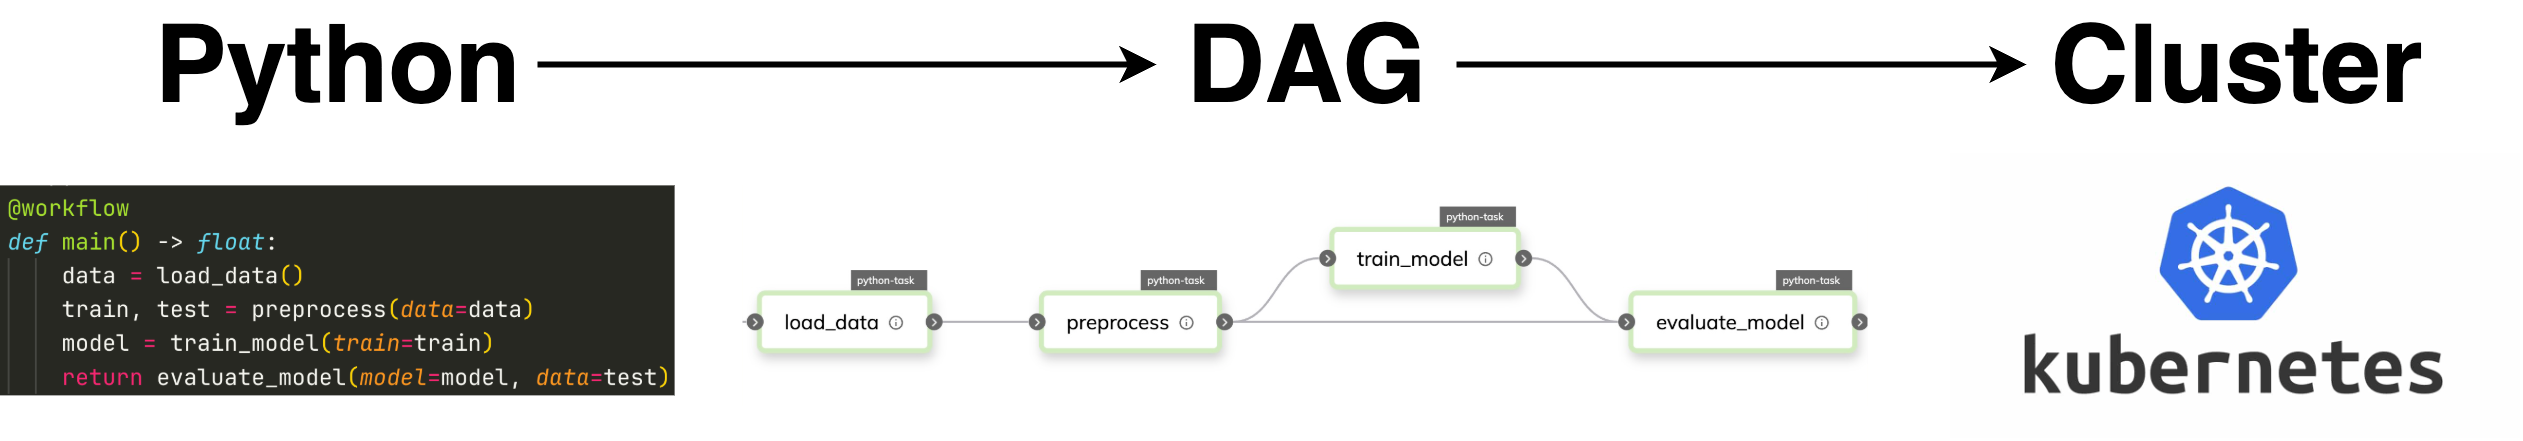 Python
DAG
Cluster
@workflow
def main() -> float:
data = load_data()
train, test = preprocess(data=data)
model = train_model(train=train)
return evaluate_model(model=model, data=test)
python-task
load_data
python-task
preprocess
python-task
train_model
python-task
evaluate_model
kubernetes